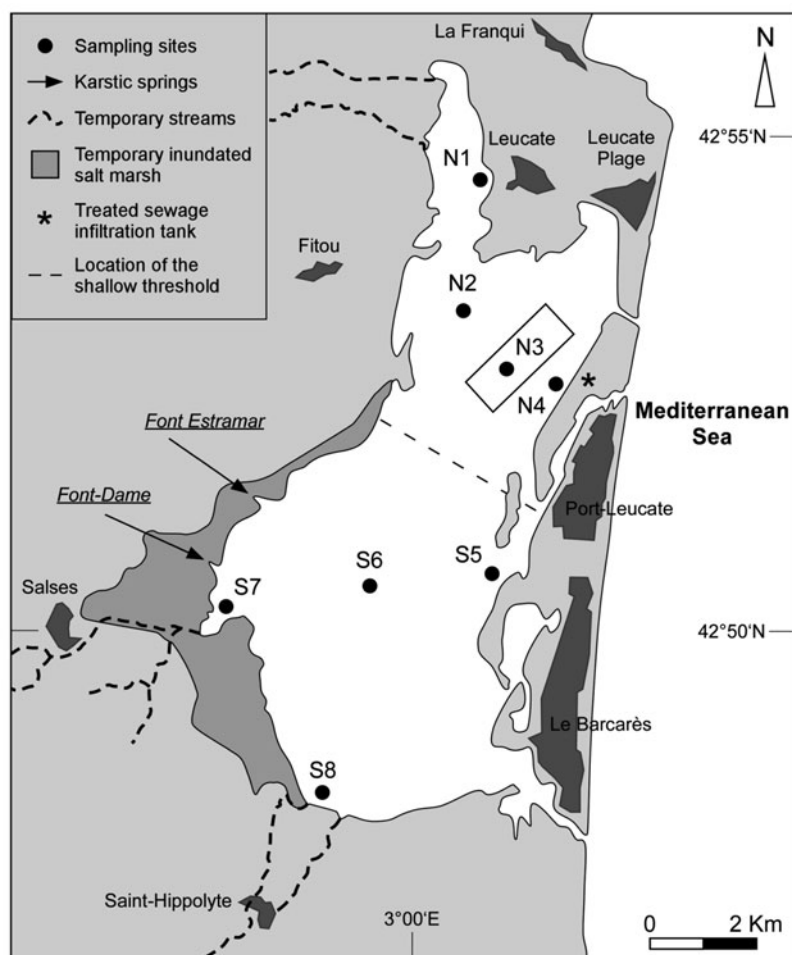 Sampling sites
Karstic springs
Temporary streams
Temporary inundated
salt marsh
Treated sewage
infiltration tank
Location of the
shallow threshold
La Franqui
N
42°55'N
N1
Leucate
Leucate
Plage
Fitou
N2
N3
N4
*
Mediterranean
Sea
Font Estramar
Font-Dame
Port-Leucate
S6
S5
S7
Salses
42°50'N
Le Barcarès
S8
Saint-Hippolyte
3°00'E
0
2 Km